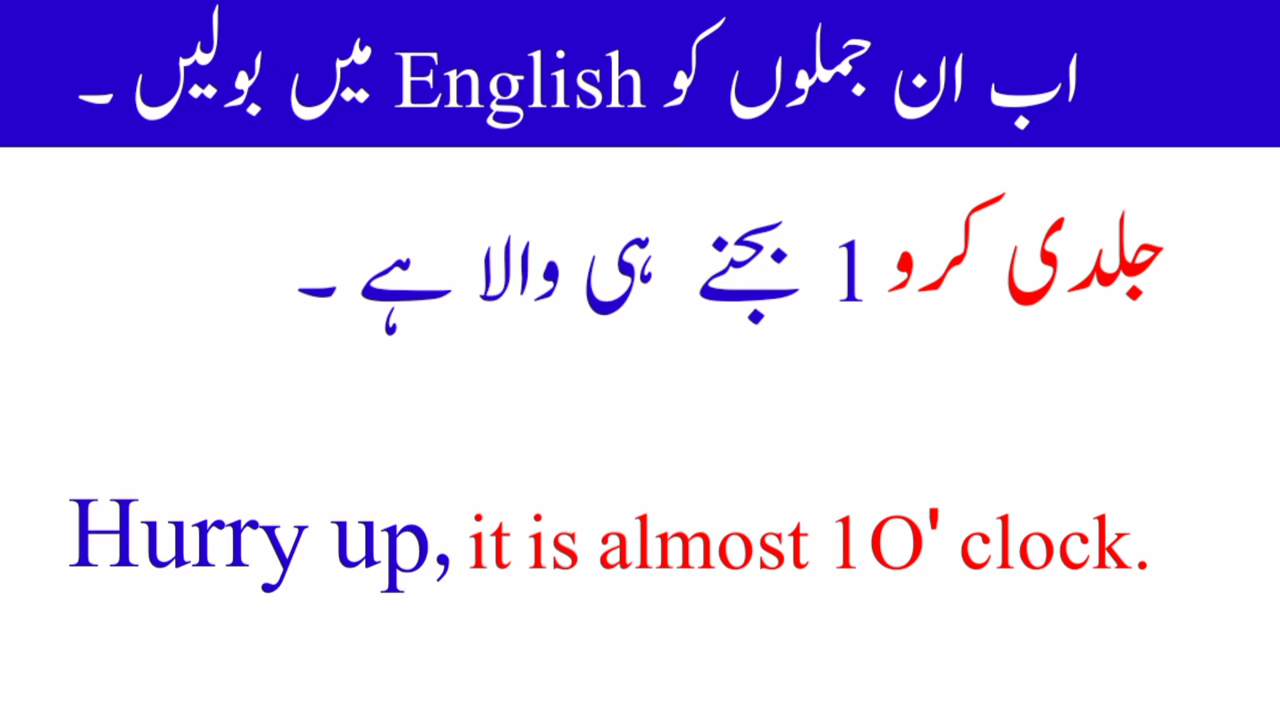 اب ان جملوں کو English میں بولیں ۔
جلدی کرو 1 بجنے ہی والا ہے ۔
Hurry up, it is almost 1O' clock.